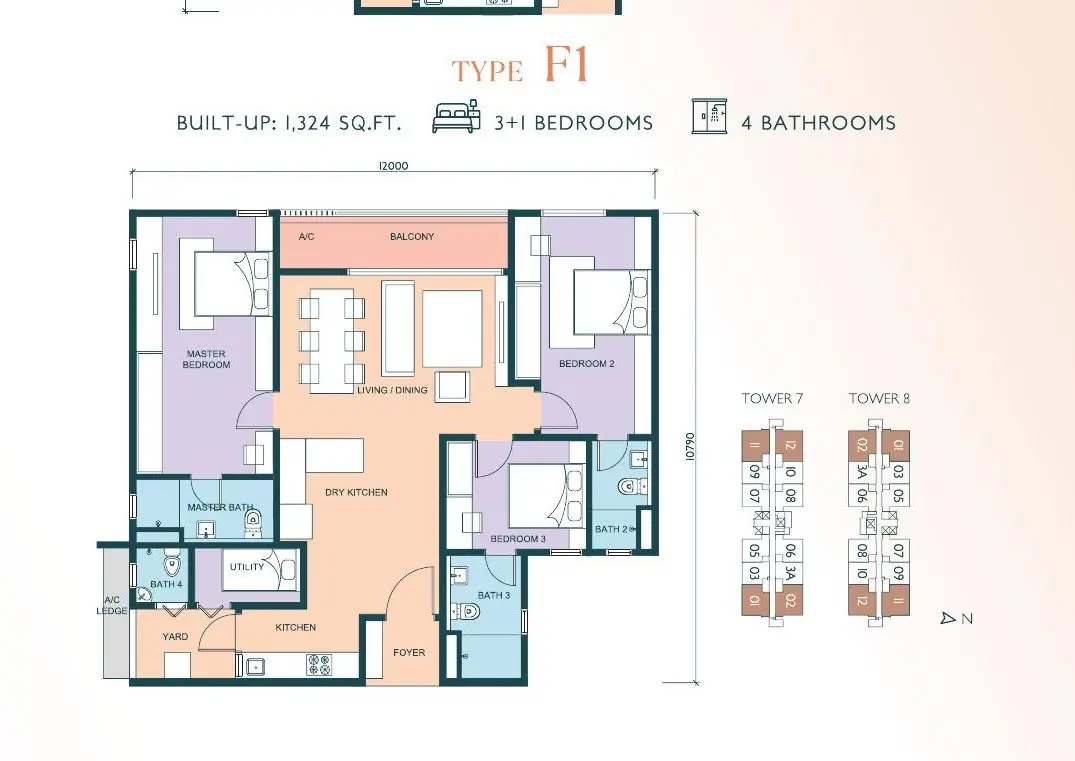 TYPE F1
BUILT-UP: 1,324 SQ.FT.
3+1 BEDROOMS
4 BATHROOMS
12000
A/C
BALCONY
MASTER
BEDROOM
BEDROOM 2
LIVING / DINING
10790
DRY KITCHEN
MASTER BATH
BEDROOM 3
BATH 2
UTILITY
BATH 4
BATH 3
A/C
LEDGE
YARD
KITCHEN
FOYER
TOWER 7
11 12
09 10
07 08
05 06
03 3A
01 02
TOWER 8
02 01
3A 03
06 05
08 07
10 09
12 11
N